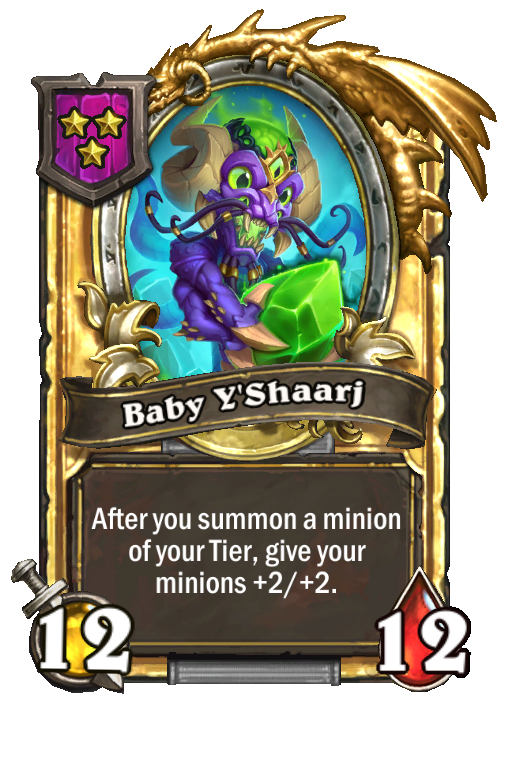 Baby Y'Shaarj
After you summon a minion
of your Tier, give your
minions +2/+2.
12
12